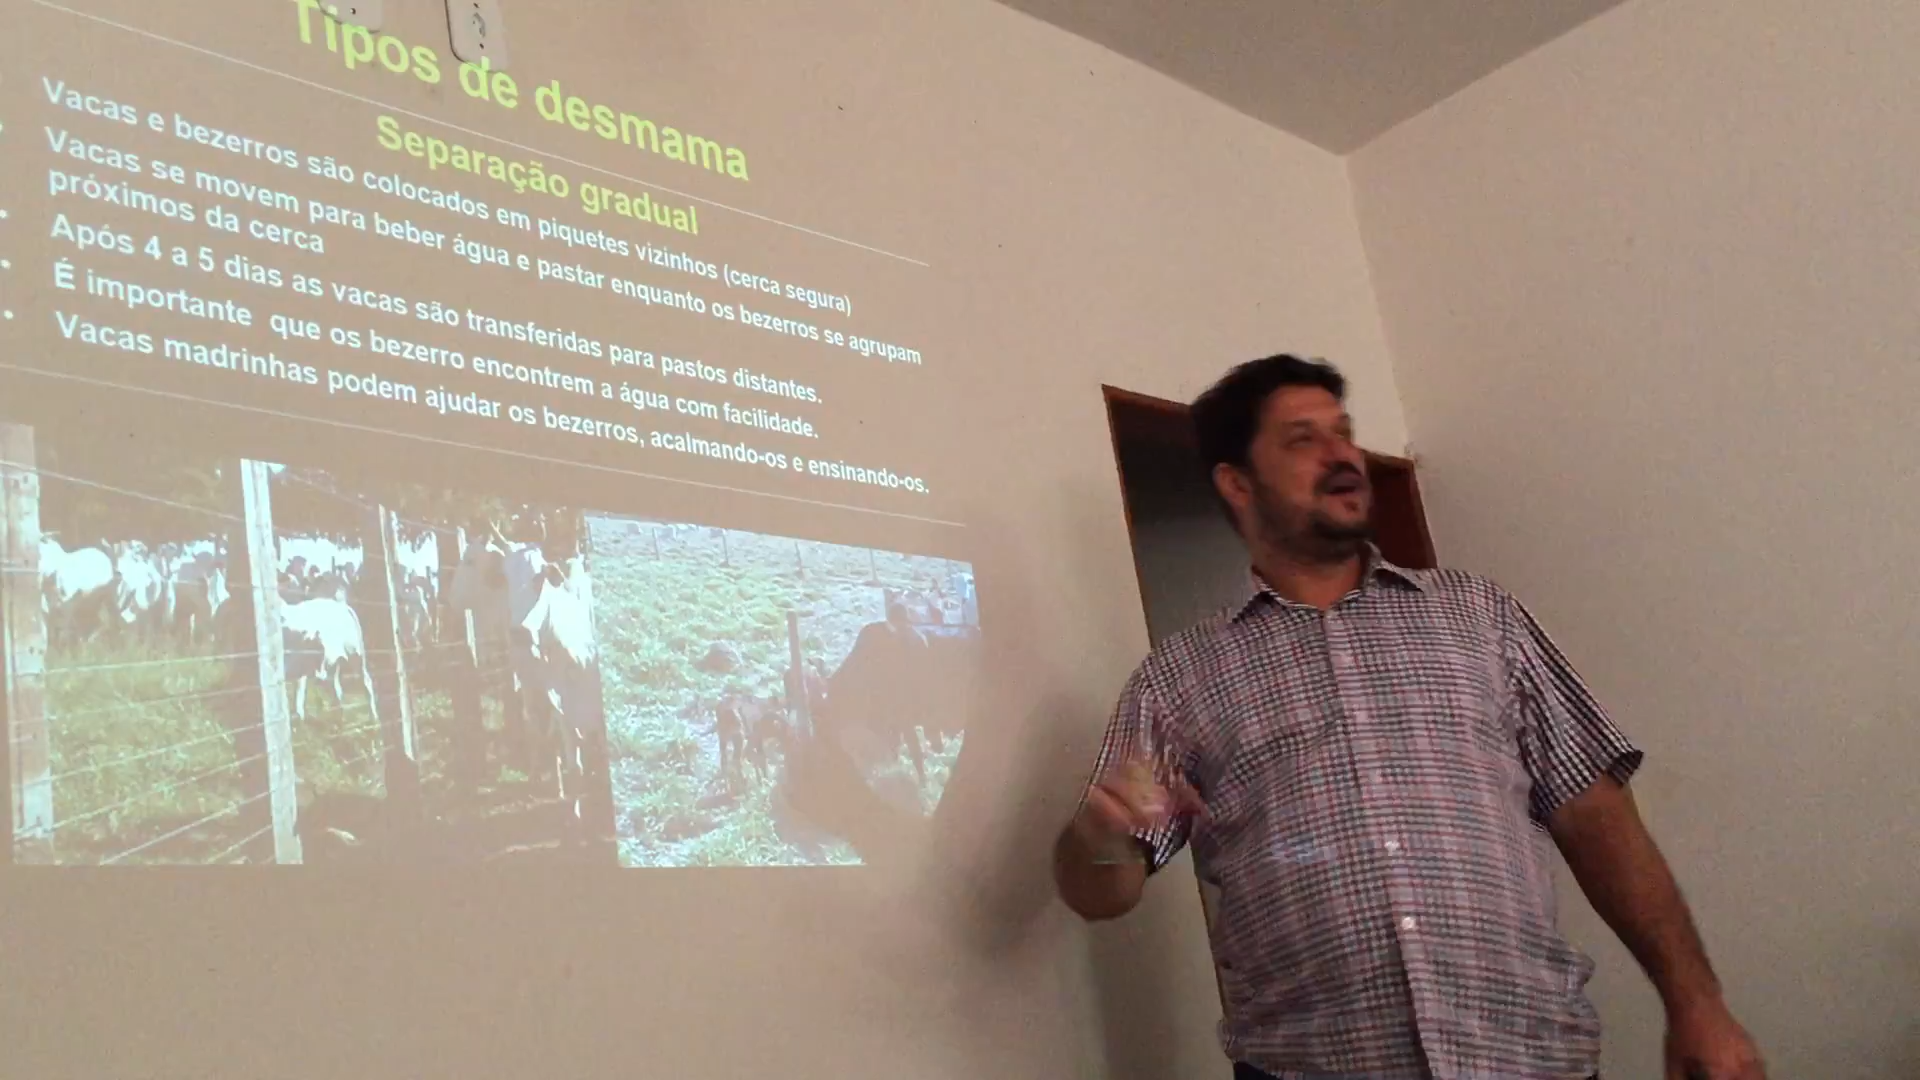 Tipos de desmama
Separação gradual
Vacas e bezerros são colocados em piquetes vizinhos (cerca segura)
• Vacas se movem para beber água e pastar enquanto os bezerros se agrupam
próximos da cerca
• Após 4 a 5 dias as vacas são transferidas para pastos distantes.
• É importante que os bezerro encontrem a água com facilidade.
• Vacas madrinhas podem ajudar os bezerros, acalmando-os e ensinando-os.